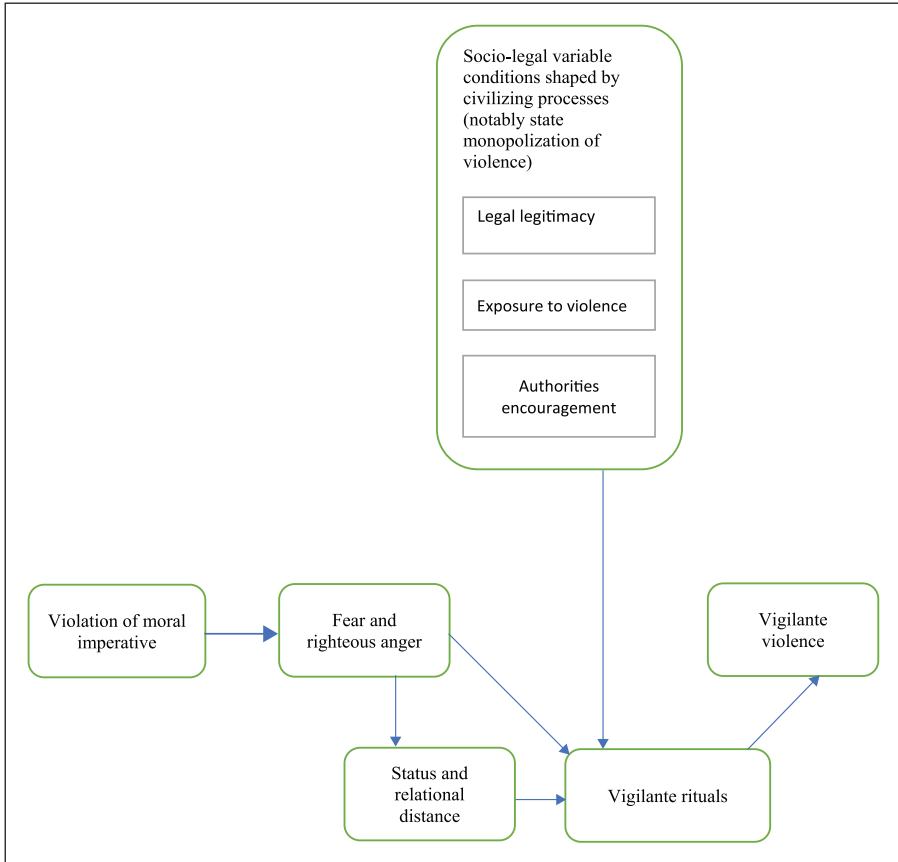 Socio-legal variable
conditions shaped by
civilizing processes
(notably state
monopolization of
violence)
Legal legitimacy
Exposure to violence
Authorities
encouragement
Violation of moral
imperative
Fear and
righteous anger
Vigilante
violence
Status and
relational
distance
Vigilante rituals